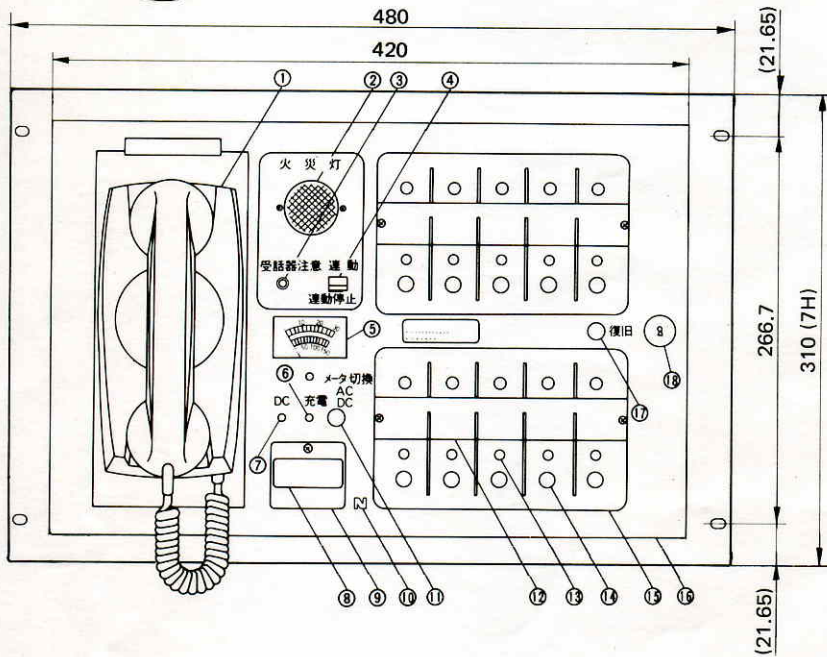 480
420
(21.65)
① ② ③ ④
火災灯
受話器注意 連動
連動停止
⑤
復旧
⑱
⑰
⑥
メータ切換
AC
DC
DC 充電
⑦
266.7
310 (7H)
N
⑧ ⑨ ⑩ ⑪ ⑫ ⑬ ⑭ ⑮ ⑯
(21.65)